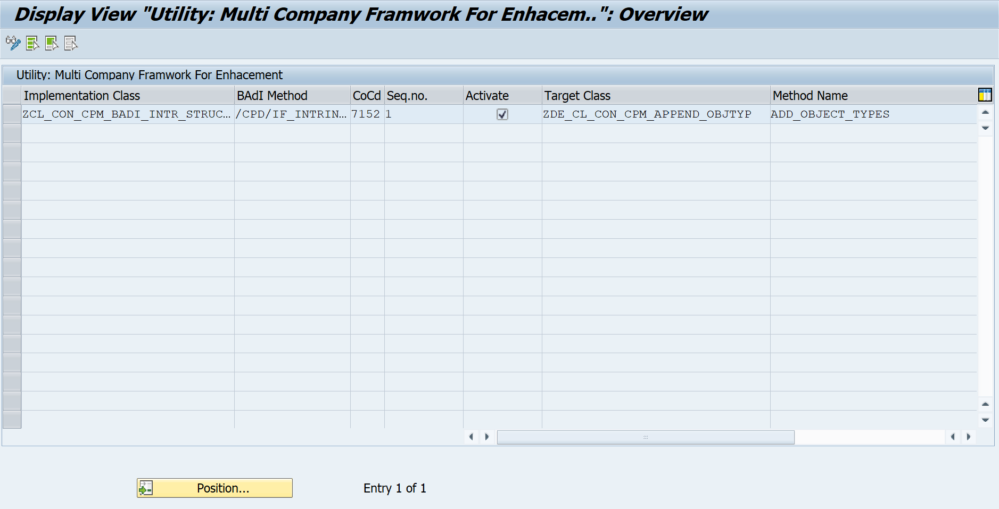 Display View "Utility: Multi Company Framwork For Enhacem..": Overview
Utility: Multi Company Framwork For Enhacement
Implementation Class BAdI Method CoCd Seq.no. Activate Target Class Method Name
ZCL_CON_CPM_BADI_INTR_STRUC... /CPD/IF_INTRIN... 7152 1 ZDE_CL_CON_CPM_APPEND_OBJTYP ADD_OBJECT_TYPES
Position... Entry 1 of 1